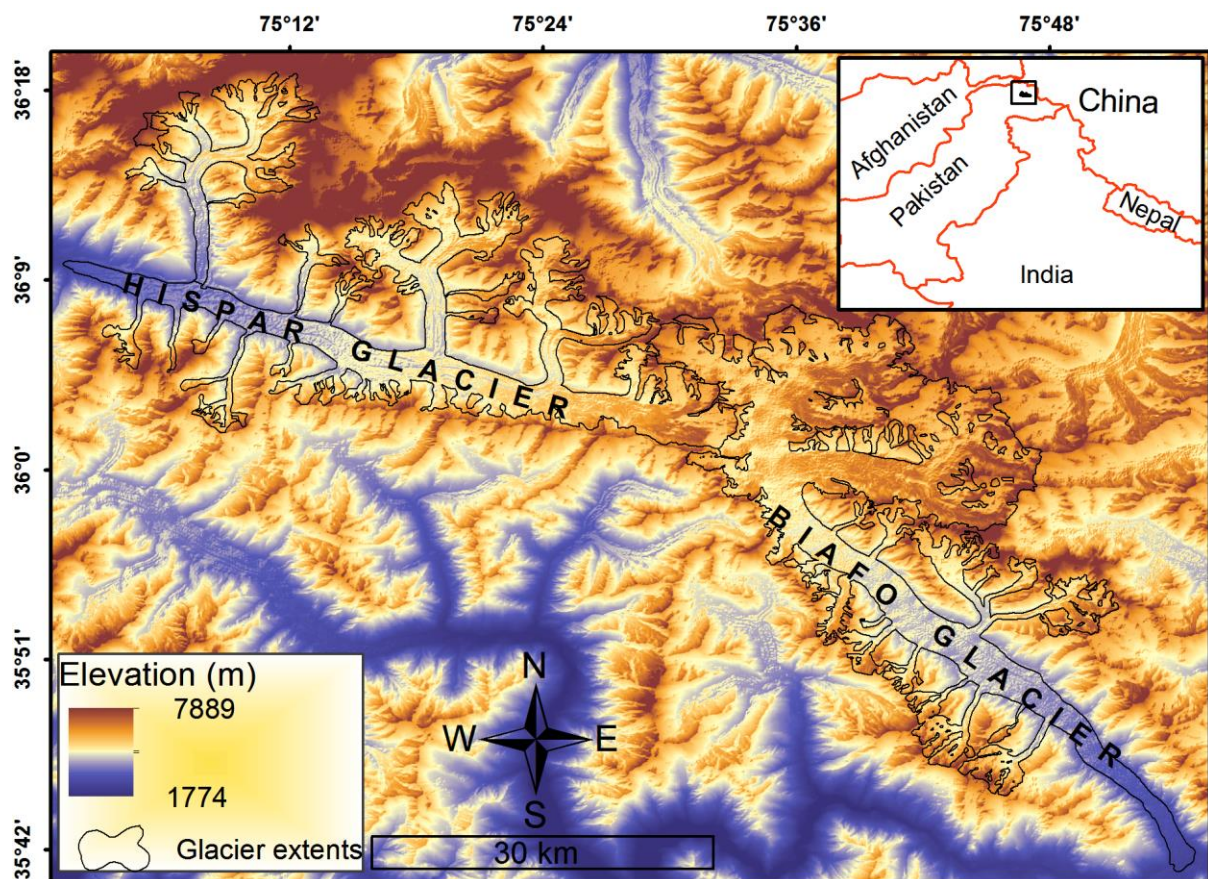 75°12' 75°24' 75°36' 75°48'
36°18'
36°9'
36°0'
35°51'
35°42'
Afghanistan
China
Pakistan
Nepal
India
HISPAR GLACIER
BIAFO GLACIER
Elevation (m)
7889
1774
Glacier extents
N
W E
S
30 km